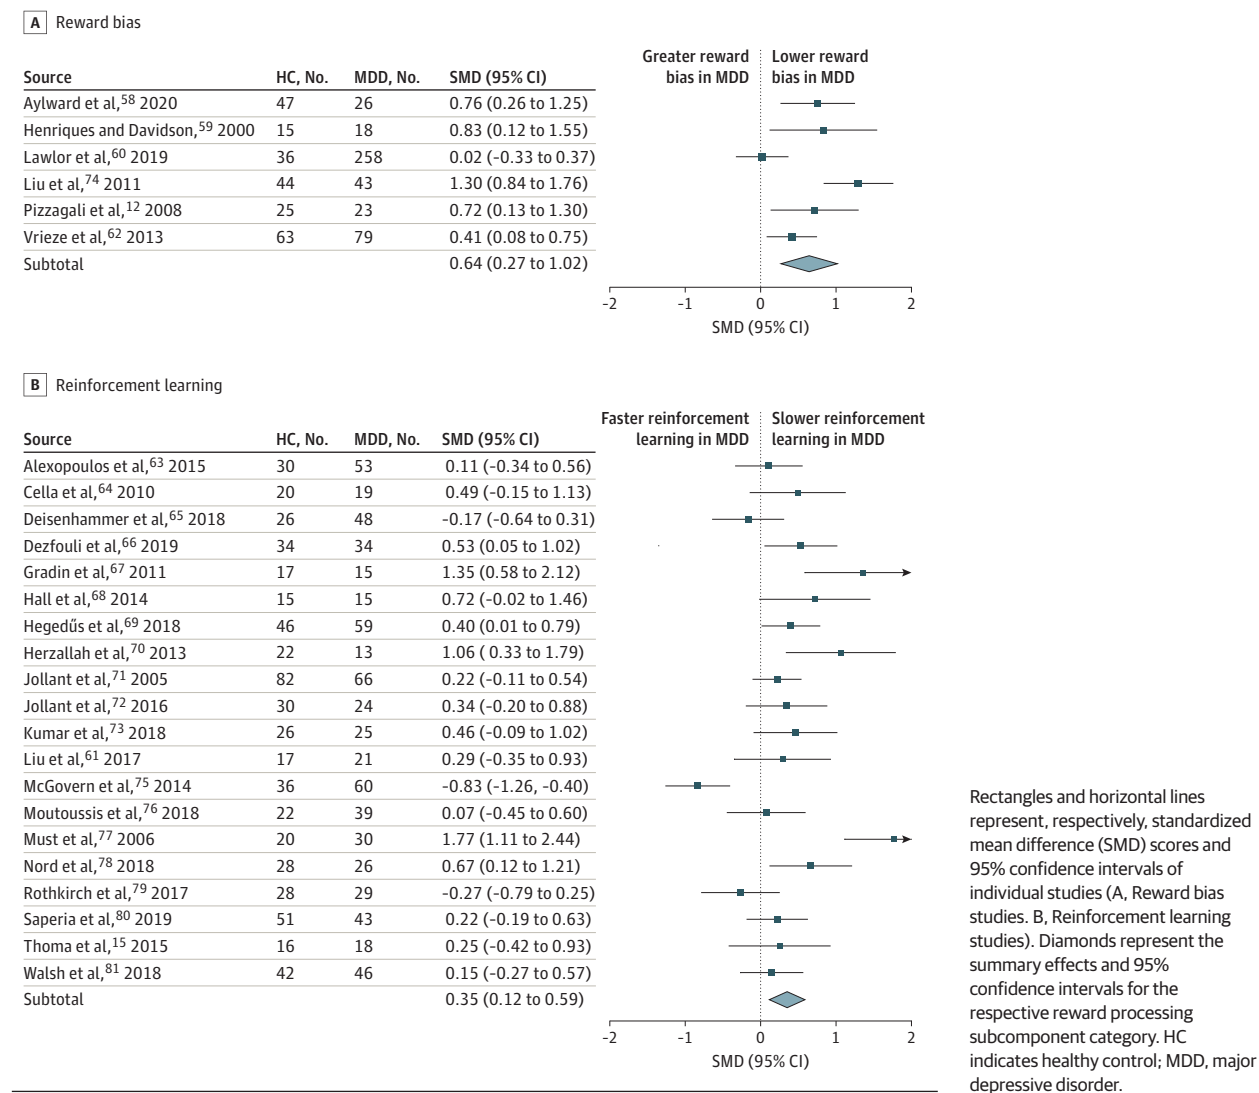 A Reward bias
Greater reward bias in MDD
Lower reward bias in MDD
Source HC, No. MDD, No. SMD (95% CI)
Aylward et al,58 2020 47 26 0.76 (0.26 to 1.25)
Henriques and Davidson,59 2000 15 18 0.83 (0.12 to 1.55)
Lawlor et al,60 2019 36 258 0.02 (-0.33 to 0.37)
Liu et al,74 2011 44 43 1.30 (0.84 to 1.76)
Pizzagali et al,12 2008 25 23 0.72 (0.13 to 1.30)
Vrieze et al,62 2013 63 79 0.41 (0.08 to 0.75)
Subtotal 0.64 (0.27 to 1.02)
-2 -1 0 1 2
SMD (95% CI)
B Reinforcement learning
Faster reinforcement learning in MDD
Slower reinforcement learning in MDD
Source HC, No. MDD, No. SMD (95% CI)
Alexopoulos et al,63 2015 30 53 0.11 (-0.34 to 0.56)
Cella et al,64 2010 20 19 0.49 (-0.15 to 1.13)
Deisenhammer et al,65 2018 26 48 -0.17 (-0.64 to 0.31)
Dezfouli et al,66 2019 34 34 0.53 (0.05 to 1.02)
Gradin et al,67 2011 17 15 1.35 (0.58 to 2.12)
Hall et al,68 2014 15 15 0.72 (-0.02 to 1.46)
Hegedűs et al,69 2018 46 59 0.40 (0.01 to 0.79)
Herzallah et al,70 2013 22 13 1.06 ( 0.33 to 1.79)
Jollant et al,71 2005 82 66 0.22 (-0.11 to 0.54)
Jollant et al,72 2016 30 24 0.34 (-0.20 to 0.88)
Kumar et al,73 2018 26 25 0.46 (-0.09 to 1.02)
Liu et al,61 2017 17 21 0.29 (-0.35 to 0.93)
McGovern et al,75 2014 36 60 -0.83 (-1.26, -0.40)
Moutoussis et al,76 2018 22 39 0.07 (-0.45 to 0.60)
Must et al,77 2006 20 30 1.77 (1.11 to 2.44)
Nord et al,78 2018 28 26 0.67 (0.12 to 1.21)
Rothkirch et al,79 2017 28 29 -0.27 (-0.79 to 0.25)
Saperia et al,80 2019 51 43 0.22 (-0.19 to 0.63)
Thoma et al,15 2015 16 18 0.25 (-0.42 to 0.93)
Walsh et al,81 2018 42 46 0.15 (-0.27 to 0.57)
Subtotal 0.35 (0.12 to 0.59)
-2 -1 0 1 2
SMD (95% CI)
Rectangles and horizontal lines
represent, respectively, standardized
mean difference (SMD) scores and
95% confidence intervals of
individual studies (A, Reward bias
studies. B, Reinforcement learning
studies). Diamonds represent the
summary effects and 95%
confidence intervals for the
respective reward processing
subcomponent category. HC
indicates healthy control; MDD, major
depressive disorder.